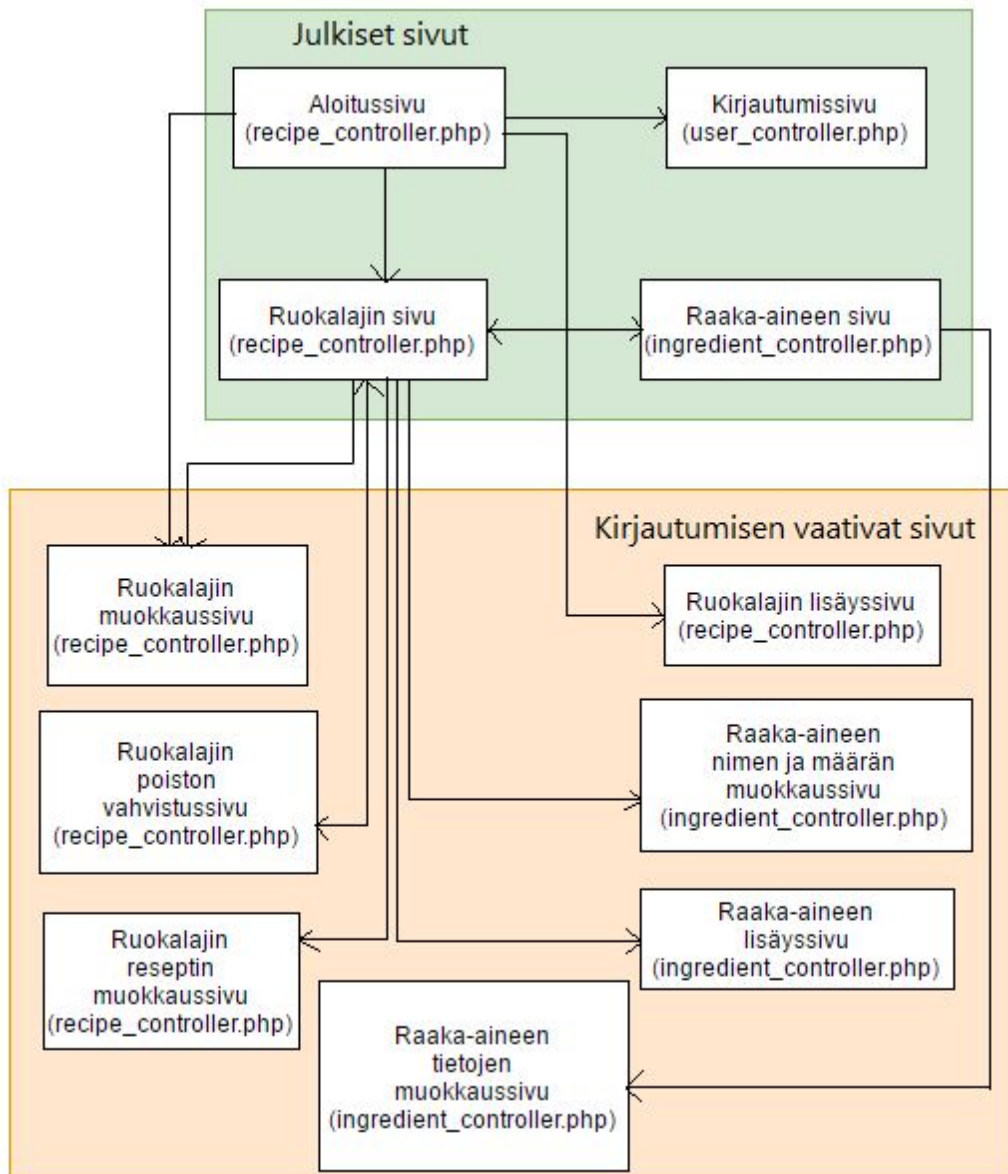 Julkiset sivut
Aloitussivu
(recipe_controller.php)
Kirjautumissivu
(user_controller.php)
Ruokalajin sivu
(recipe_controller.php)
Raaka-aineen sivu
(ingredient_controller.php)
Kirjautumisen vaativat sivut
Ruokalajin
muokkaussivu
(recipe_controller.php)
Ruokalajin lisäyssivu
(recipe_controller.php)
Ruokalajin
poiston
vahvistussivu
(recipe_controller.php)
Raaka-aineen
nimen ja määrän
muokkaussivu
(ingredient_controller.php)
Ruokalajin
reseptin
muokkaussivu
(recipe_controller.php)
Raaka-aineen
lisäyssivu
(ingredient_controller.php)
Raaka-aineen
tietojen
muokkaussivu
(ingredient_controller.php)